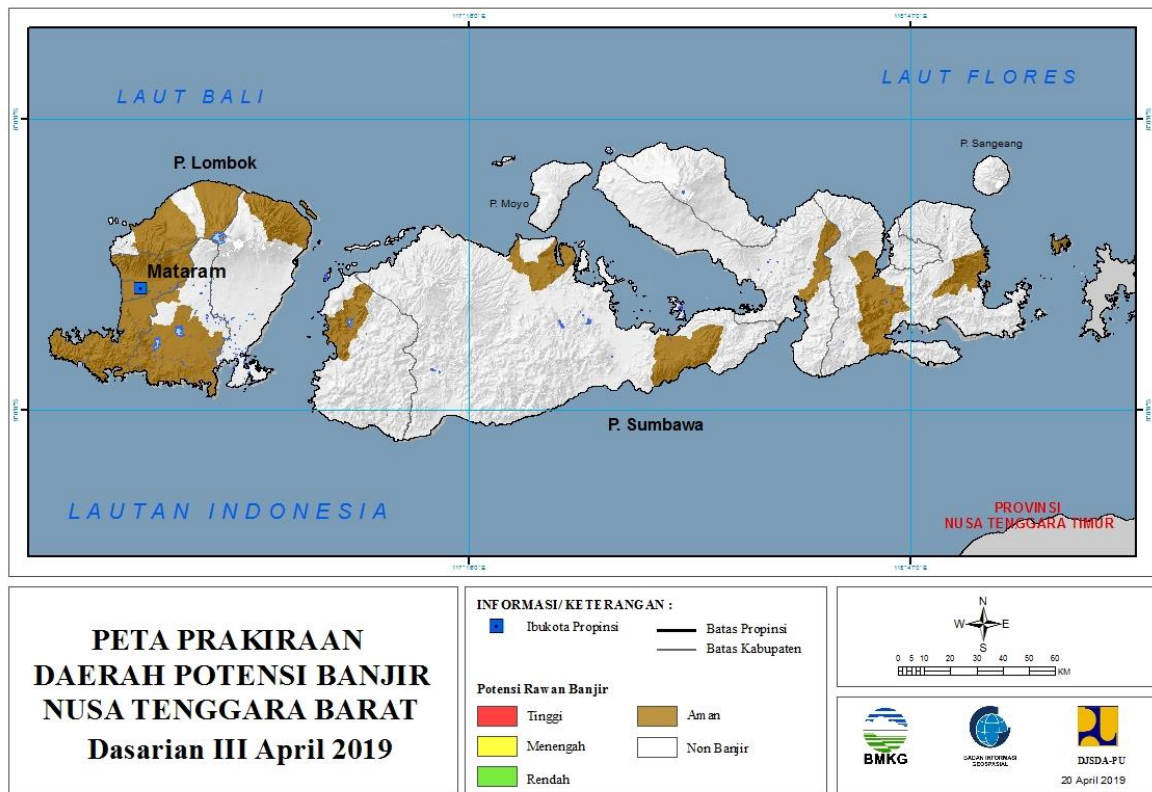 LAUT BALI
LAUT FLORES
P. Lombok
P. Sangeang
P. Moyo
Mataram
P. Sumbawa
LAUTAN INDONESIA
PROVINSI
NUSA TENGGARA TIMUR
PETA PRAKIRAAN
DAERAH POTENSI BANJIR
NUSA TENGGARA BARAT
Dasarian III April 2019
INFORMASI/ KETERANGAN :
Ibukota Propinsi
Batas Propinsi
Batas Kabupaten
Potensi Rawan Banjir
Tinggi
Aman
Menengah
Non Banjir
Rendah
N
W E
S
0 5 10 20 30 40 50 60
KM
BMKG
BADAN INFORMASI
GEOSPASIAL
DJSDA-PU
20 April 2019